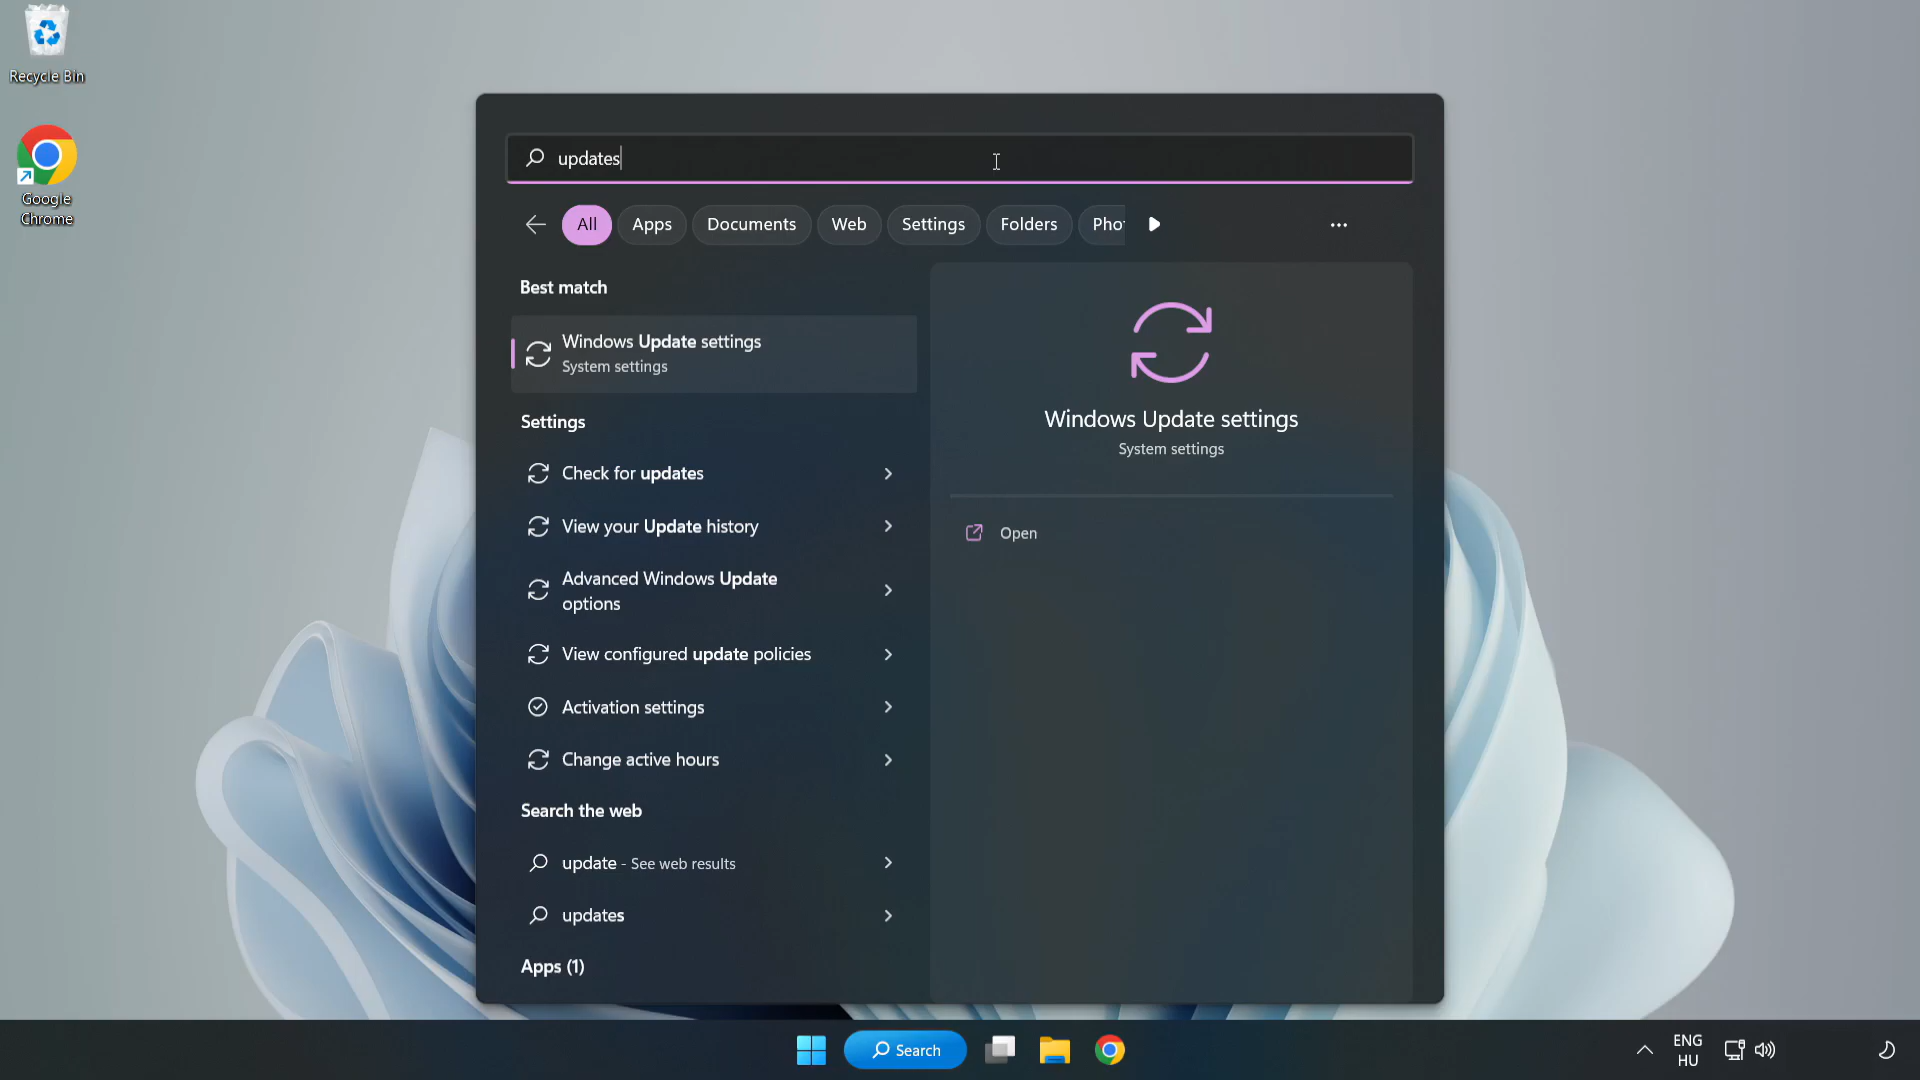 Recycle Bin
Google
Chrome
updates
All
Apps
Documents
Web
Settings
Folders
Pho
Best match
Windows Update settings
System settings
Settings
Check for updates
View your Update history
Advanced Windows Update
options
View configured update policies
Activation settings
Change active hours
Search the web
update - See web results
updates
Apps (1)
Windows Update settings
System settings
Open
Search
ENG
HU